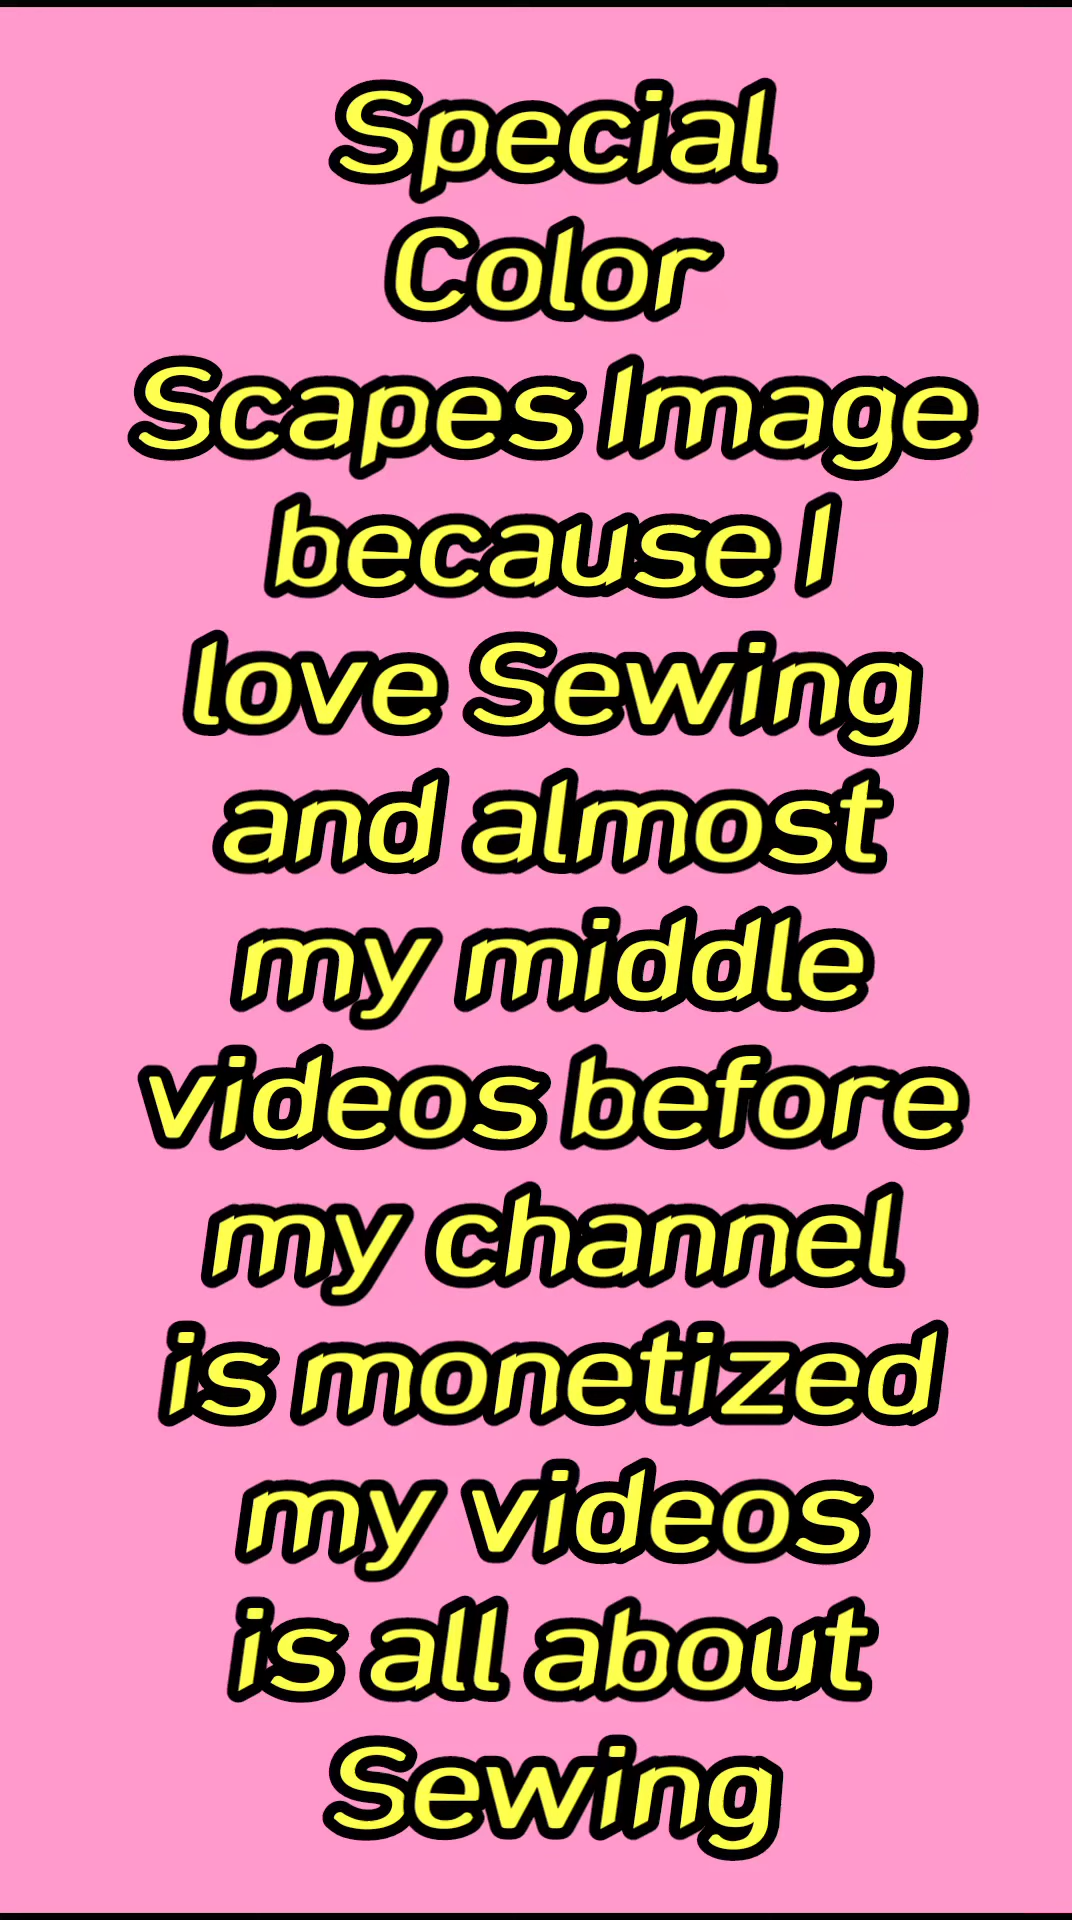 Special
Color
Scapes Image
because I
love Sewing
and almost
my middle
videos before
my channel
is monetized
my videos
is all about
Sewing